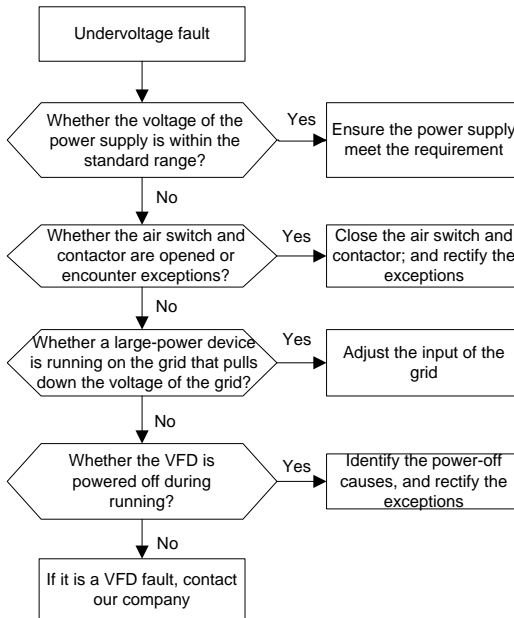 Undervoltage fault
Whether the voltage of the
power supply is within the
standard range?
Yes
Ensure the power supply
meet the requirement
No
Whether the air switch and
contactor are opened or
encounter exceptions?
Yes
Close the air switch and
contactor; and rectify the
exceptions
No
Whether a large-power device
is running on the grid that pulls
down the voltage of the grid?
Yes
Adjust the input of the
grid
No
Whether the VFD is
powered off during
running?
Yes
Identify the power-off
causes, and rectify the
exceptions
No
If it is a VFD fault, contact
our company